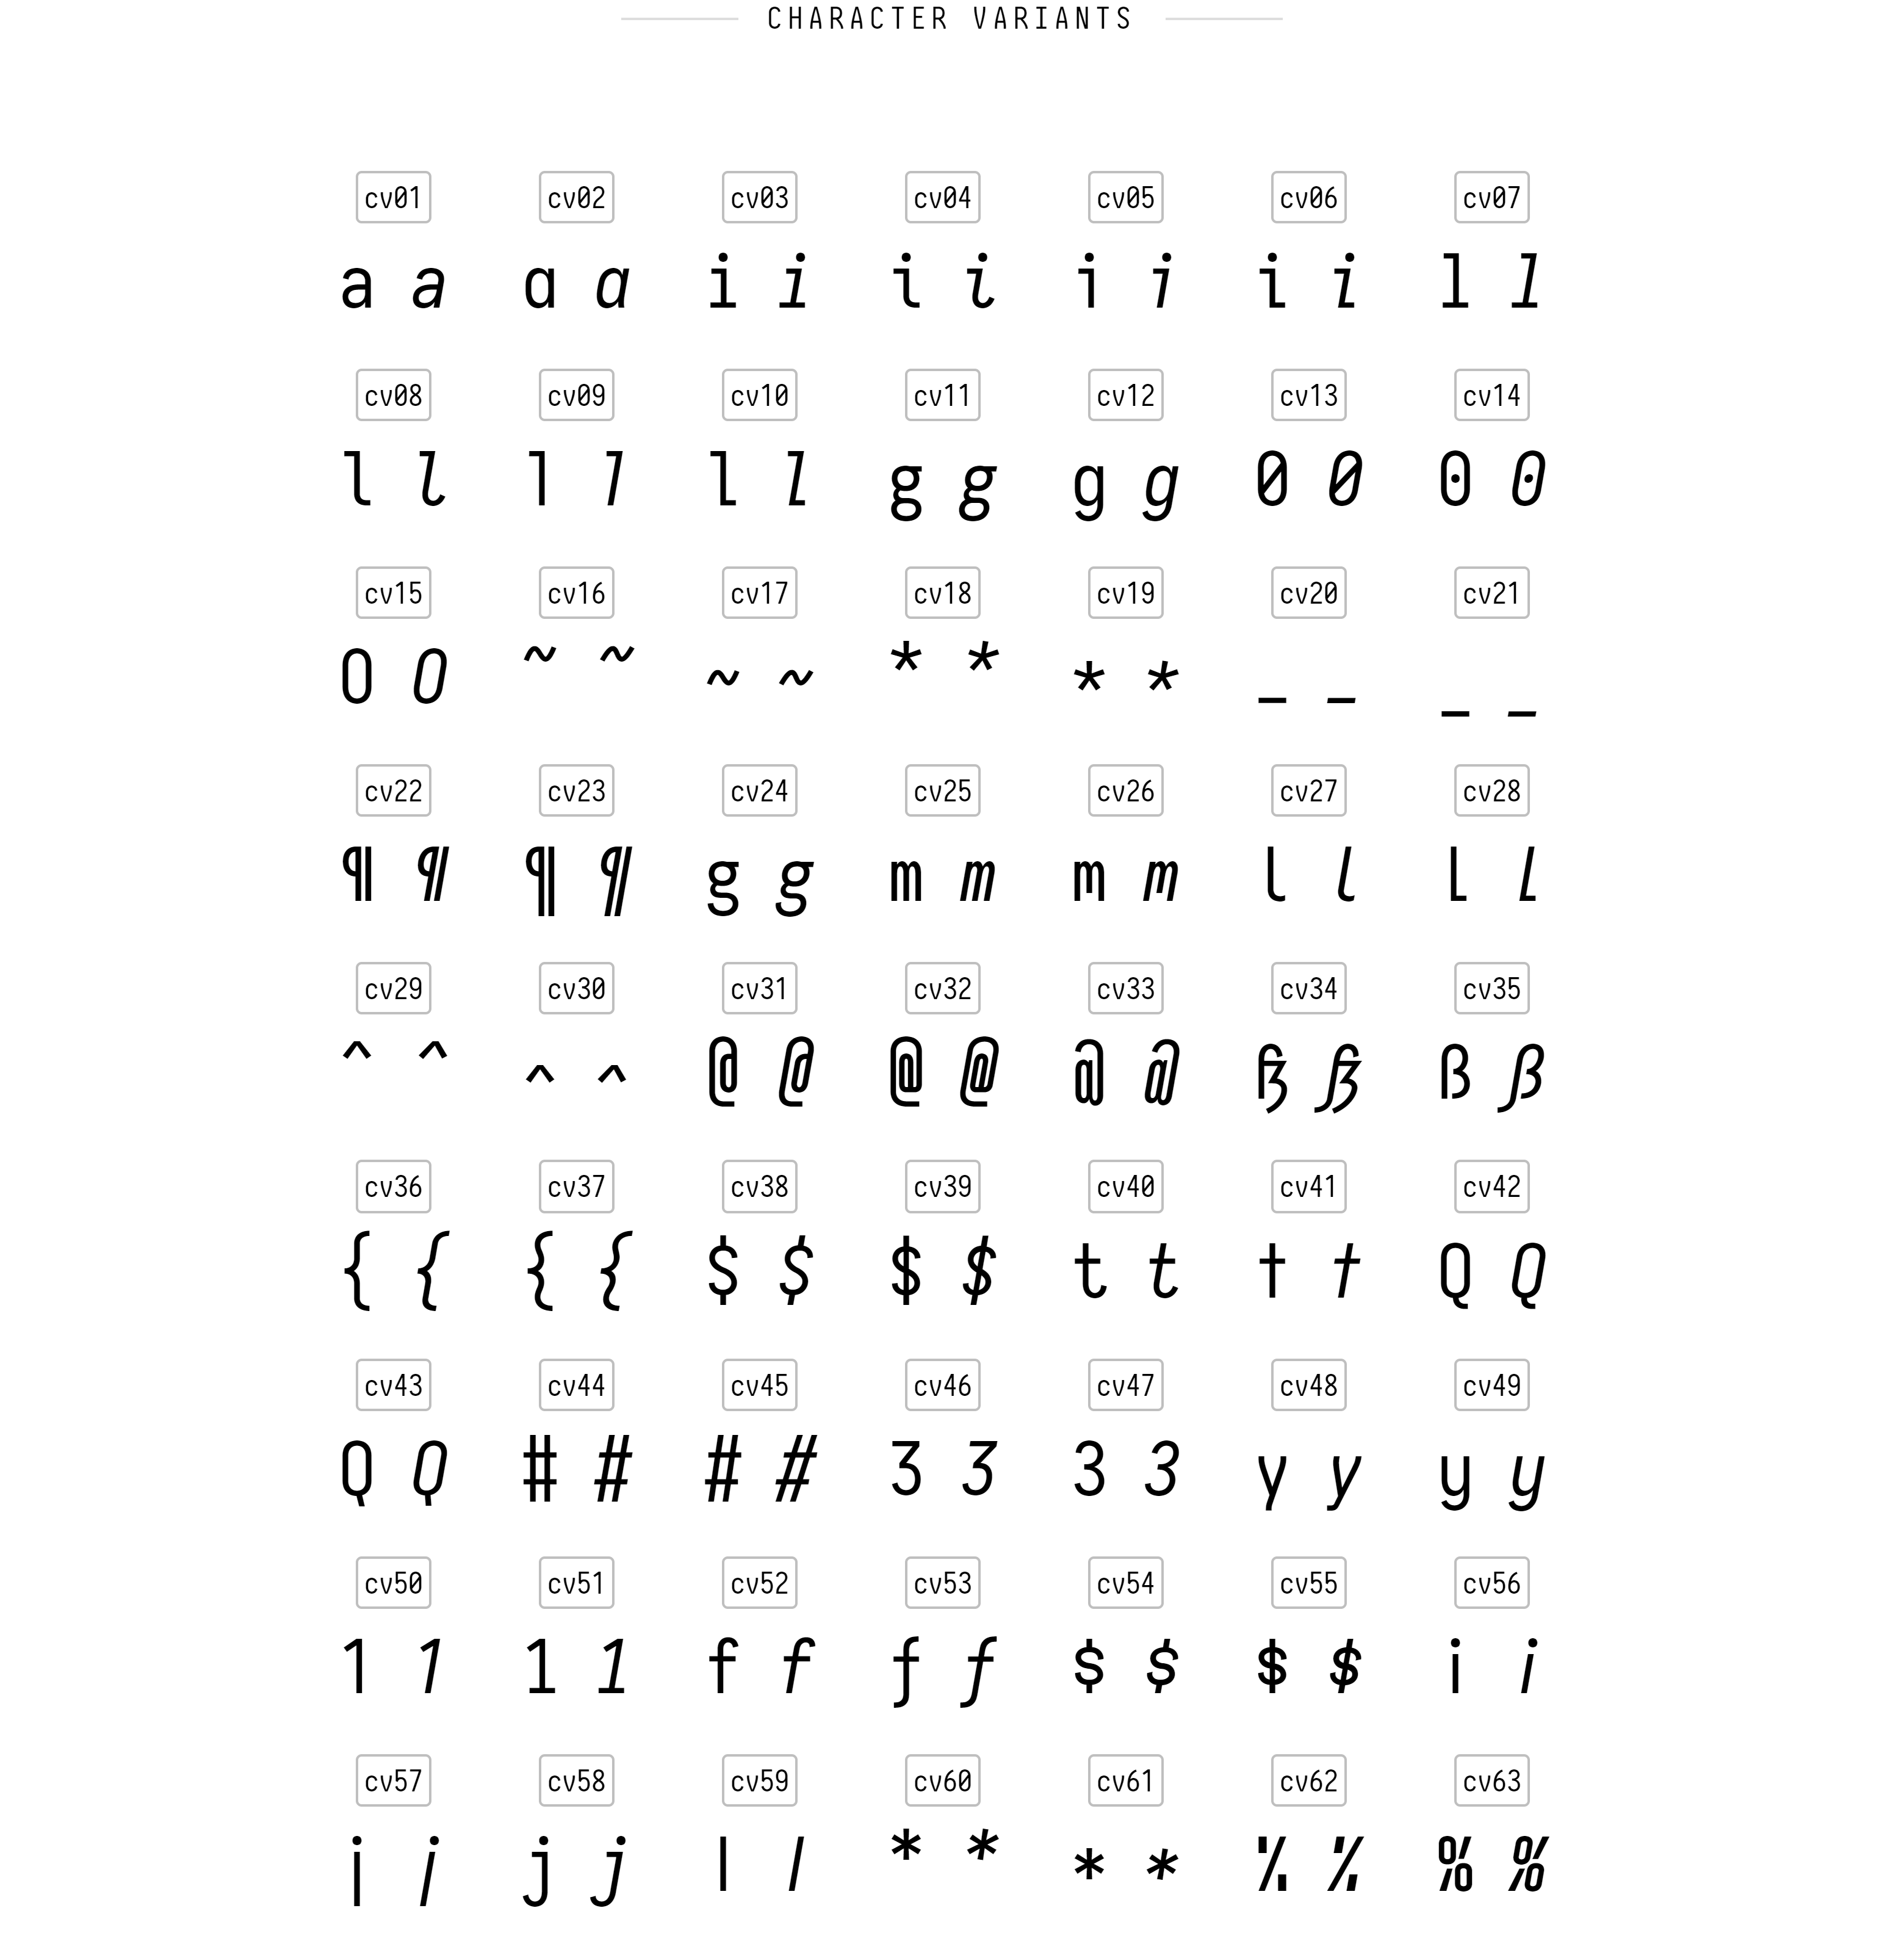 CHARACTER VARIANTS
cv01 cv02 cv03 cv04 cv05 cv06 cv07
a a a a i i i i i i i i l l
cv08 cv09 cv10 cv11 cv12 cv13 cv14
l l l l l l g g g g 0 0 0 0
cv15 cv16 cv17 cv18 cv19 cv20 cv21
0 0 ~ ~ ~ ~ * * * * _ _ _ _
cv22 cv23 cv24 cv25 cv26 cv27 cv28
¶ ¶ ¶ ¶ g g m m m m l l l l
cv29 cv30 cv31 cv32 cv33 cv34 cv35
^ ^ ^ ^ @ @ @ @ @ @ ß ß ß ß
cv36 cv37 cv38 cv39 cv40 cv41 cv42
{ { { { $ $ $ $ t t t t Q Q
cv43 cv44 cv45 cv46 cv47 cv48 cv49
Q Q # # # # 3 3 3 3 y y y y
cv50 cv51 cv52 cv53 cv54 cv55 cv56
1 1 1 1 f f f f $ $ $ $ i i
cv57 cv58 cv59 cv60 cv61 cv62 cv63
j j j j l l * * * * % % % %